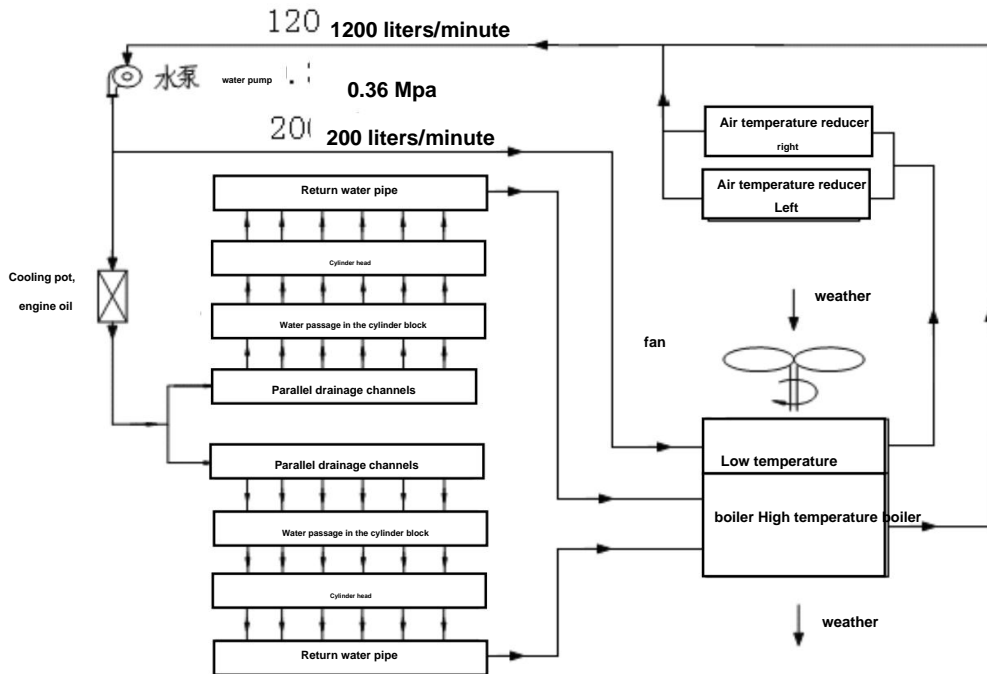 120 1200 liters/minute
水泵 water pump
0.36 Mpa
200 liters/minute
Air temperature reducer
right
Return water pipe
Air temperature reducer
Left
Cylinder head
Cooling pot,
engine oil
weather
Water passage in the cylinder block
fan
Parallel drainage channels
Parallel drainage channels
Low temperature
Water passage in the cylinder block
boiler High temperature boiler
Cylinder head
weather
Return water pipe